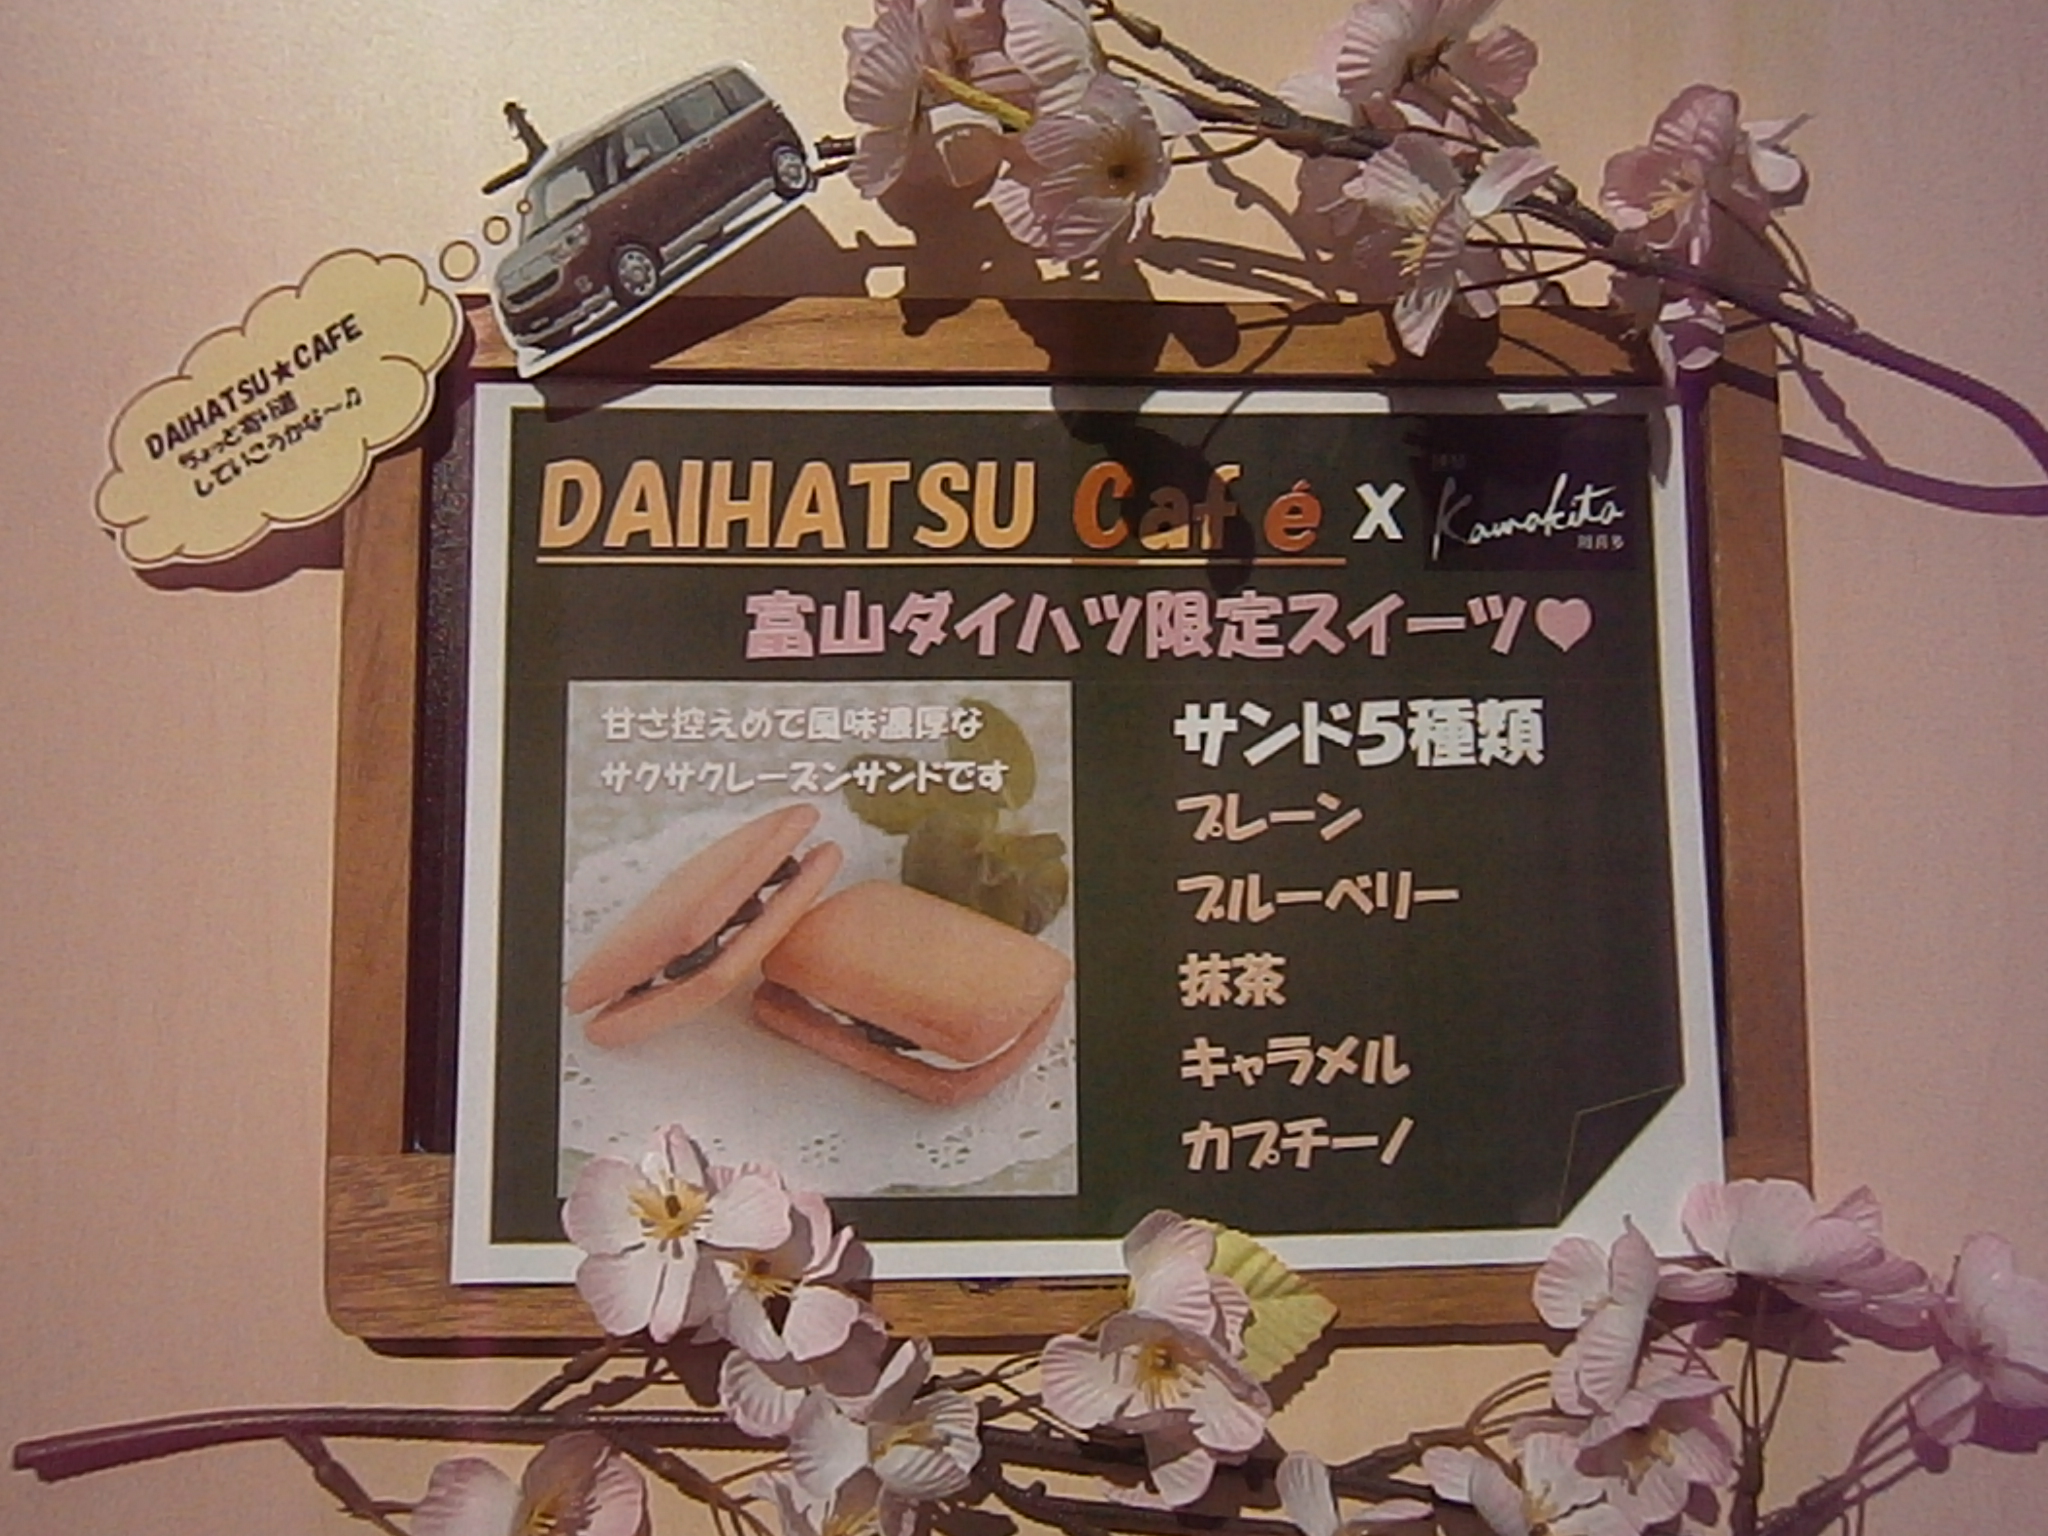 DAIHATSU★CAFE
ちょっと寄り道
していこうかな～♫
DAIHATSU Café x Kawakita
富山ダイハツ限定スイーツ♥
甘さ控えめで風味濃厚な
サクサクレーズンサンドです
サンド5種類
プレーン
ブルーベリー
抹茶
キャラメル
カプチーノ